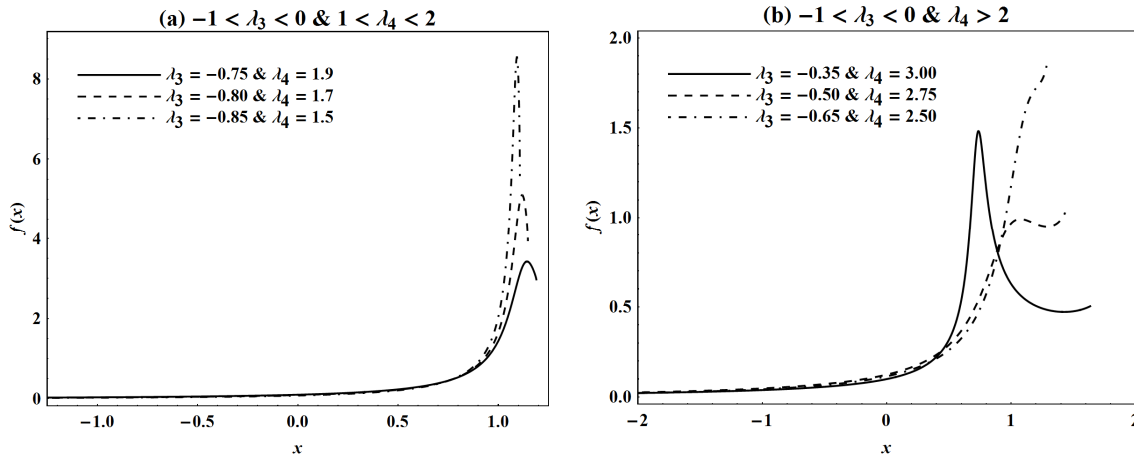 (a) −1 < λ3 < 0 & 1 < λ4 < 2
λ3 = −0.75 & λ4 = 1.9
λ3 = −0.80 & λ4 = 1.7
λ3 = −0.85 & λ4 = 1.5
f(x)
8
6
4
2
0
−1.0
−0.5
0.0
0.5
1.0
x
(b) −1 < λ3 < 0 & λ4 > 2
λ3 = −0.35 & λ4 = 3.00
λ3 = −0.50 & λ4 = 2.75
λ3 = −0.65 & λ4 = 2.50
f(x)
2.0
1.5
1.0
0.5
0.0
−2
−1
0
1
2
x